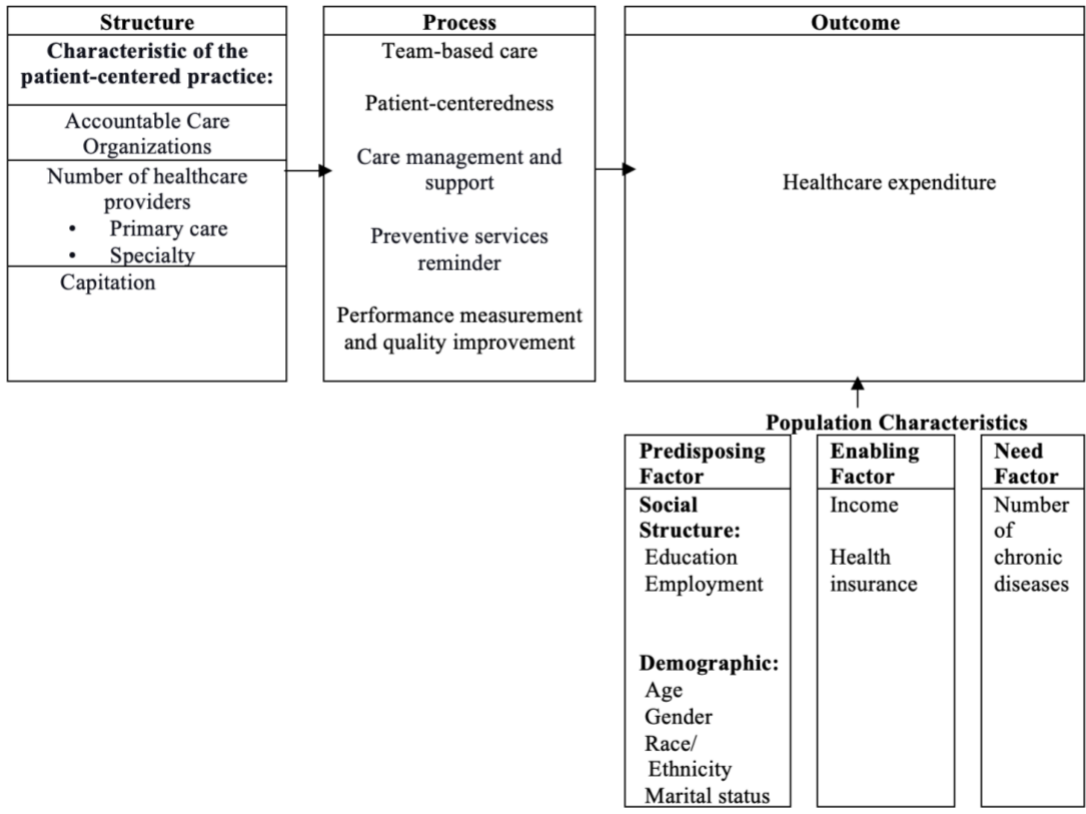 Structure
Characteristic of the
patient-centered practice:
Accountable Care
Organizations
Number of healthcare
providers
• Primary care
• Specialty
Capitation
Process
Team-based care
Patient-centeredness
Care management and
support
Preventive services
reminder
Performance measurement
and quality improvement
Outcome
Healthcare expenditure
Population Characteristics
Predisposing
Factor
Social
Structure:
Education
Employment
Demographic:
Age
Gender
Race/
Ethnicity
Marital status
Enabling
Factor
Income
Health
insurance
Need
Factor
Number
of
chronic
diseases